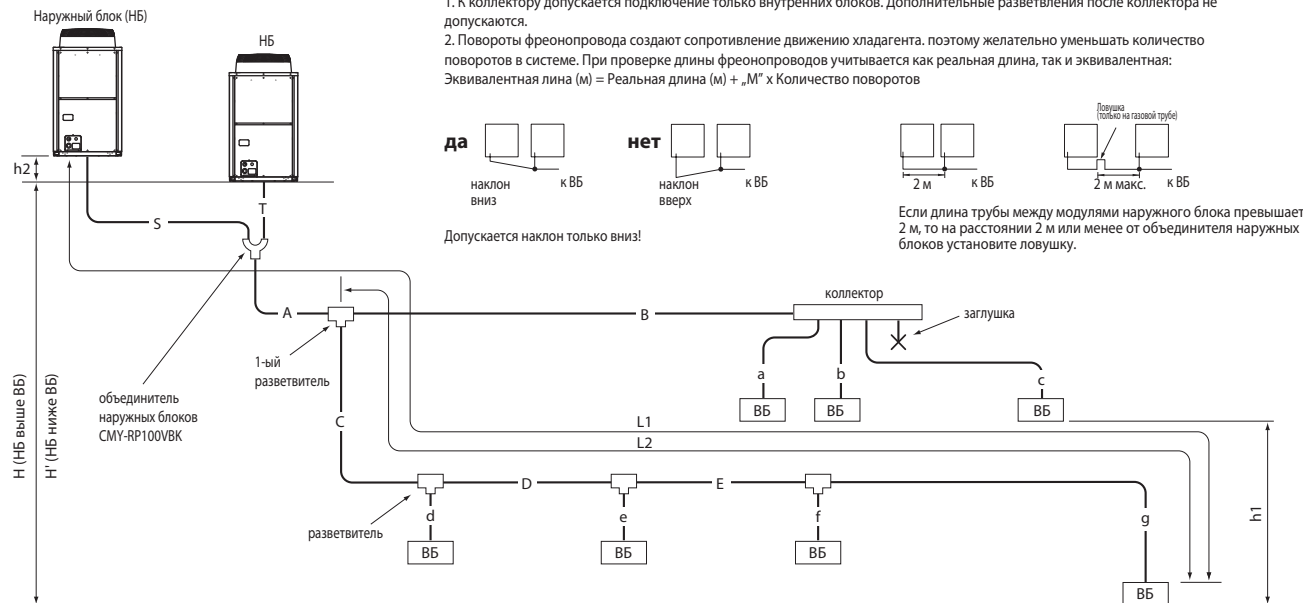 1. К коллектору допускается подключение только внутренних блоков. Дополнительные разветвления после коллектора не
допускаются.
2. Повороты фреонопровода создают сопротивление движению хладагента. поэтому желательно уменьшать количество
поворотов в системе. При проверке длины фреонопроводов учитывается как реальная длина, так и эквивалентная:
Эквивалентная лина (м) = Реальная длина (м) + „М” x Количество поворотов
Наружный блок (НБ)
НБ
h2
S
T
да
наклон
вниз
к ВБ
нет
наклон
вверх
к ВБ
2 м
к ВБ
Ловушка
(только на газовой трубе)
2 м макс.
к ВБ
Допускается наклон только вниз!
Если длина трубы между модулями наружного блока превышает
2 м, то на расстоянии 2 м или менее от объединителя наружных
блоков установите ловушку.
A
B
коллектор
заглушка
1-ый
разветвитель
объединитель
наружных блоков
CMY-RP100VBK
a
b
c
ВБ
ВБ
ВБ
C
L1
L2
H (НБ выше ВБ)
H' (НБ ниже ВБ)
D
E
разветвитель
d
e
f
g
h1
ВБ
ВБ
ВБ
ВБ